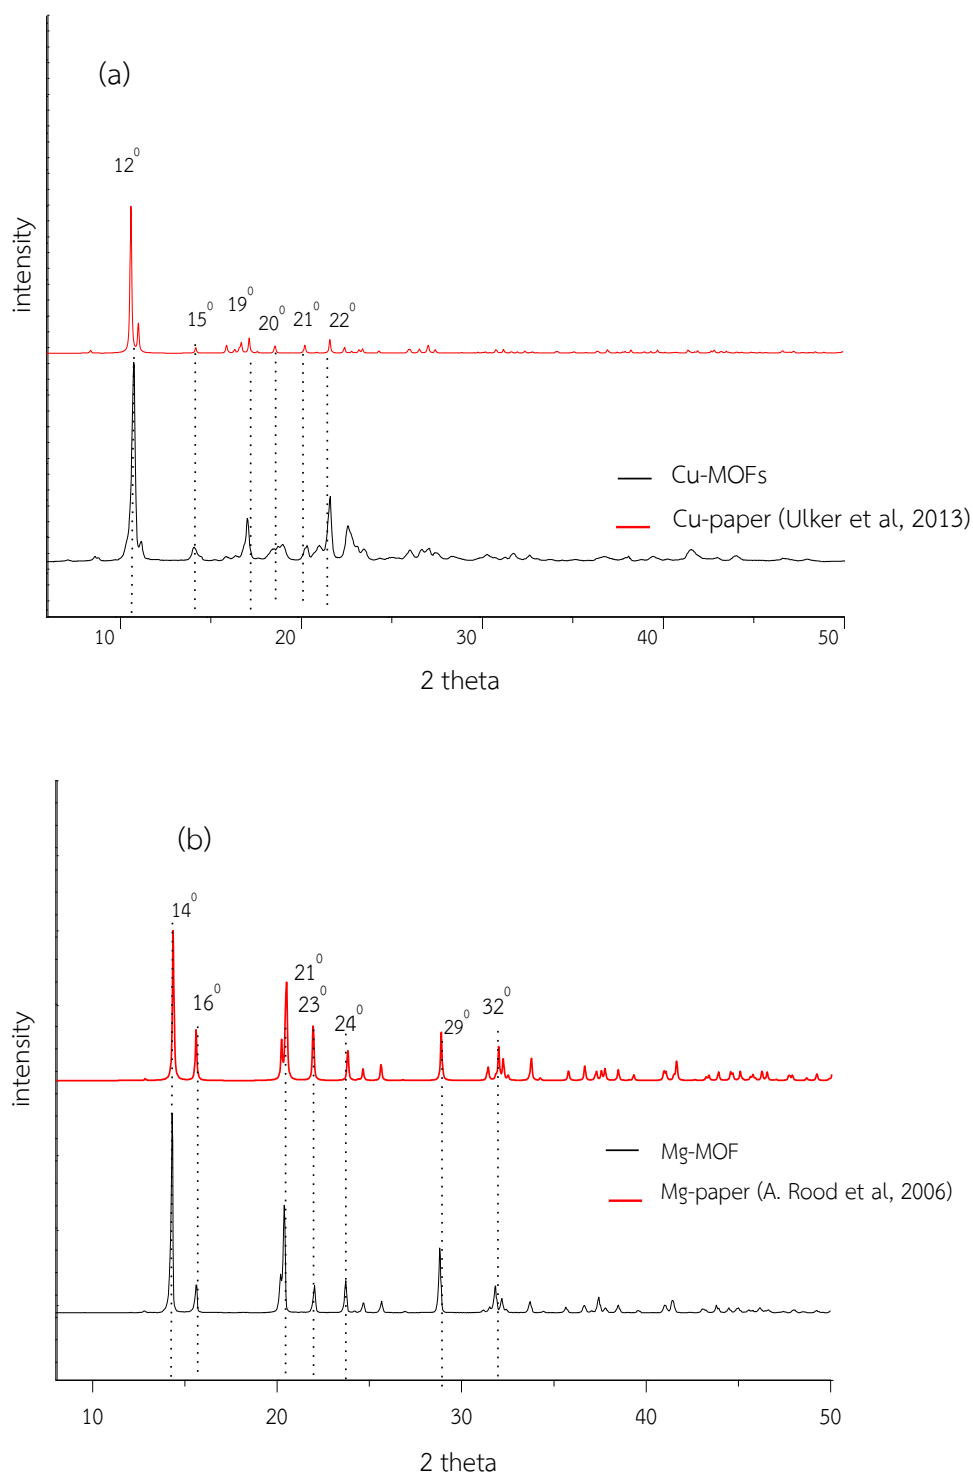 (a)
12⁰
15⁰
19⁰
20⁰
21⁰
22⁰
intensity
Cu-MOFs
Cu-paper (Ulker et al, 2013)
10 20 30 40 50
2 theta
(b)
14⁰
16⁰
21⁰
23⁰
24⁰
29⁰
32⁰
intensity
Mg-MOF
Mg-paper (A. Rood et al, 2006)
10 20 30 40 50
2 theta